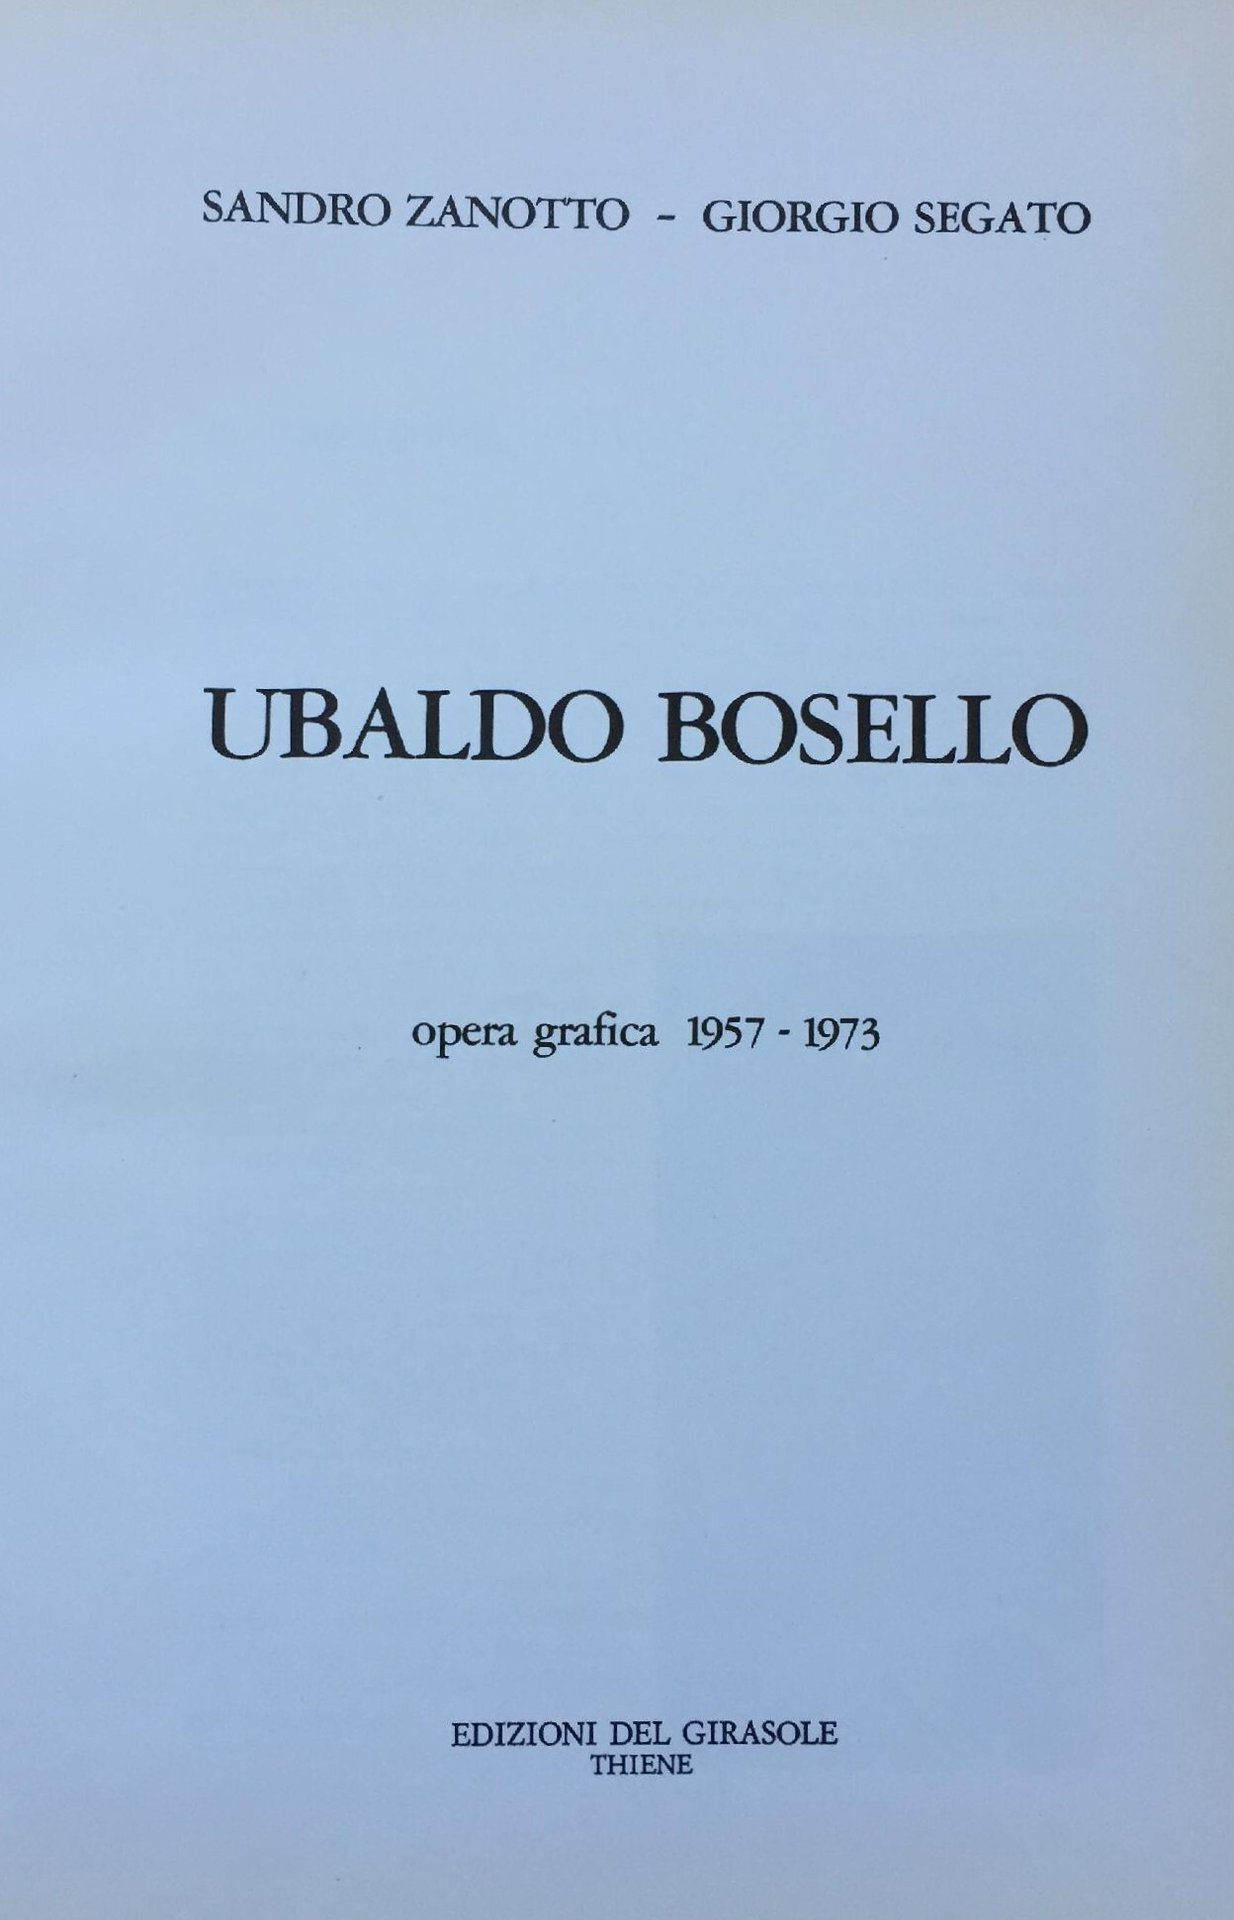 SANDRO ZANOTTO - GIORGIO SEGATO
UBALDO BOSELLO
opera grafica 1957 - 1973
EDIZIONI DEL GIRASOLE
THIENE